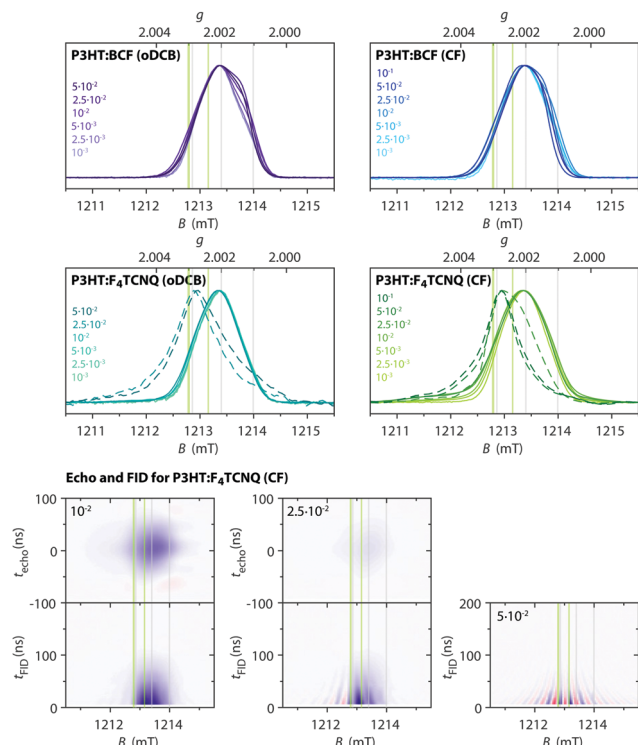 g
2.004 2.002 2.000
P3HT:BCF (oDCB)
5·10⁻²
2.5·10⁻²
10⁻²
5·10⁻³
2.5·10⁻³
10⁻³
1211 1212 1213 1214 1215
B (mT)
g
2.004 2.002 2.000
P3HT:BCF (CF)
10⁻¹
5·10⁻²
2.5·10⁻²
10⁻²
5·10⁻³
2.5·10⁻³
10⁻³
1211 1212 1213 1214 1215
B (mT)
g
2.004 2.002 2.000
P3HT:F₄TCNQ (oDCB)
5·10⁻²
2.5·10⁻²
10⁻²
5·10⁻³
2.5·10⁻³
10⁻³
1211 1212 1213 1214 1215
B (mT)
g
2.004 2.002 2.000
P3HT:F₄TCNQ (CF)
10⁻¹
5·10⁻²
2.5·10⁻²
10⁻²
5·10⁻³
2.5·10⁻³
10⁻³
1211 1212 1213 1214 1215
B (mT)
Echo and FID for P3HT:F₄TCNQ (CF)
10⁻²
100
0
-100
t_echo (ns)
100
0
t_FID (ns)
1212 1214
B (mT)
2.5·10⁻²
100
0
-100
t_echo (ns)
100
0
t_FID (ns)
1212 1214
B (mT)
5·10⁻²
200
100
0
t_FID (ns)
1212 1214
B (mT)